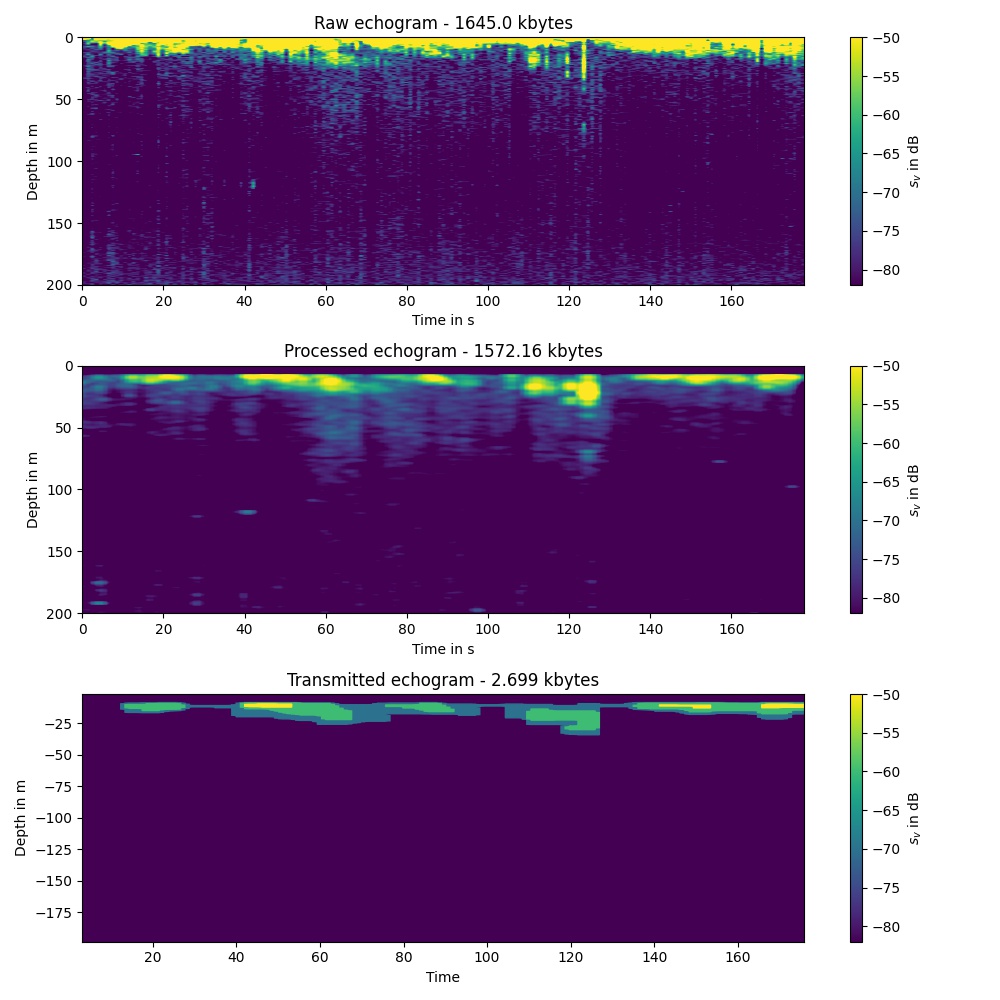 Raw echogram - 1645.0 kbytes
0
50
100
150
200
Depth in m
0 20 40 60 80 100 120 140 160
Time in s
−50
−55
−60
−65
−70
−75
−80
sv in dB
Processed echogram - 1572.16 kbytes
0
50
100
150
200
Depth in m
0 20 40 60 80 100 120 140 160
Time in s
−50
−55
−60
−65
−70
−75
−80
sv in dB
Transmitted echogram - 2.699 kbytes
−25
−50
−75
−100
−125
−150
−175
Depth in m
20 40 60 80 100 120 140 160
Time
−50
−55
−60
−65
−70
−75
−80
sv in dB